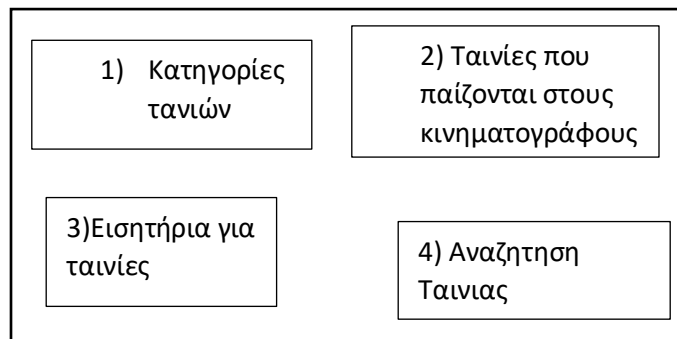 1) Κατηγορίες
τανιών
2) Ταινίες που
παίζονται στους
κινηματογράφους
3)Εισητήρια για
ταινίες
4) Αναζητηση
Ταινιας